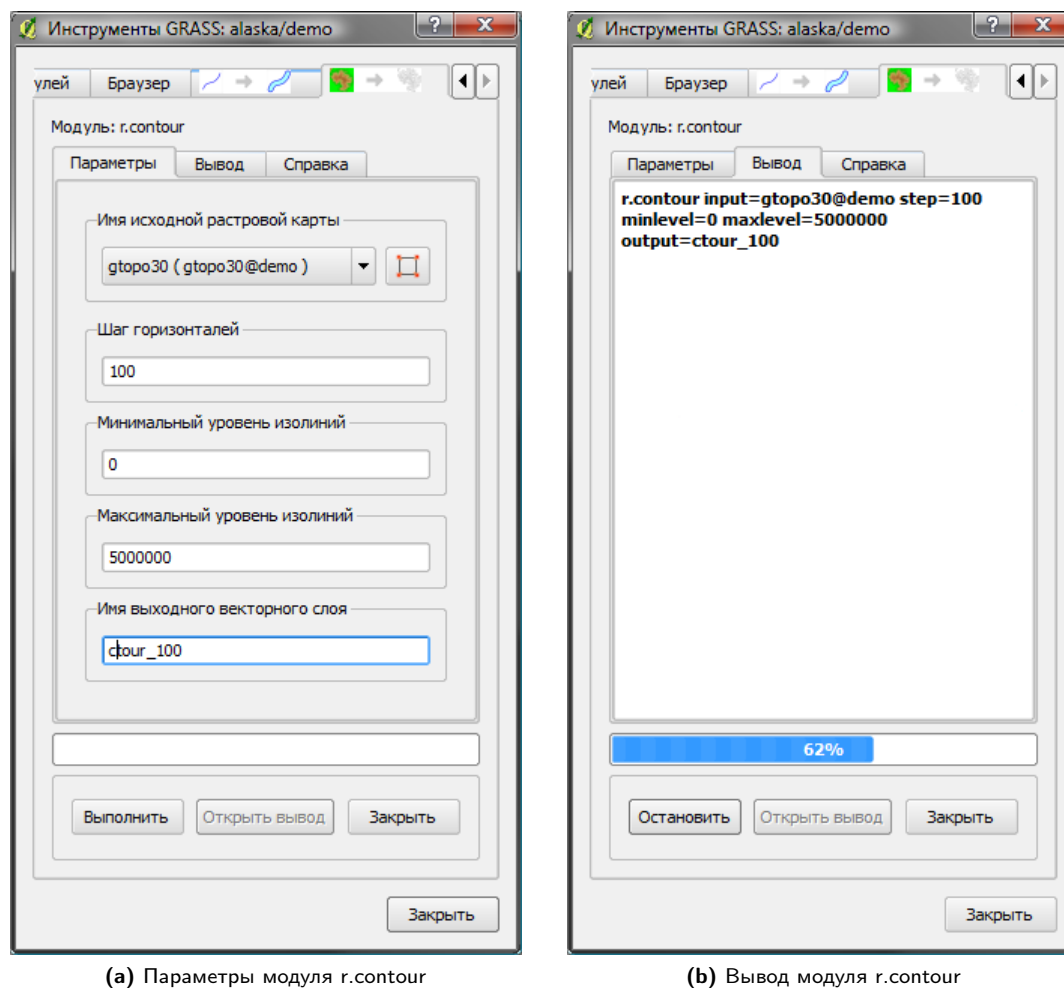 Инструменты GRASS: alaska/demo
улей Браузер
Модуль: r.contour
Параметры Вывод Справка
Имя исходной растровой карты
gtopo30 ( gtopo30@demo )
Шаг горизонталей
100
Минимальный уровень изолиний
0
Максимальный уровень изолиний
5000000
Имя выходного векторного слоя
ctour_100
Выполнить Открыть вывод Закрыть
Закрыть
(a) Параметры модуля r.contour
Инструменты GRASS: alaska/demo
улей Браузер
Модуль: r.contour
Параметры Вывод Справка
r.contour input=gtopo30@demo step=100
minlevel=0 maxlevel=5000000
output=ctour_100
62%
Остановить Открыть вывод Закрыть
Закрыть
(b) Вывод модуля r.contour